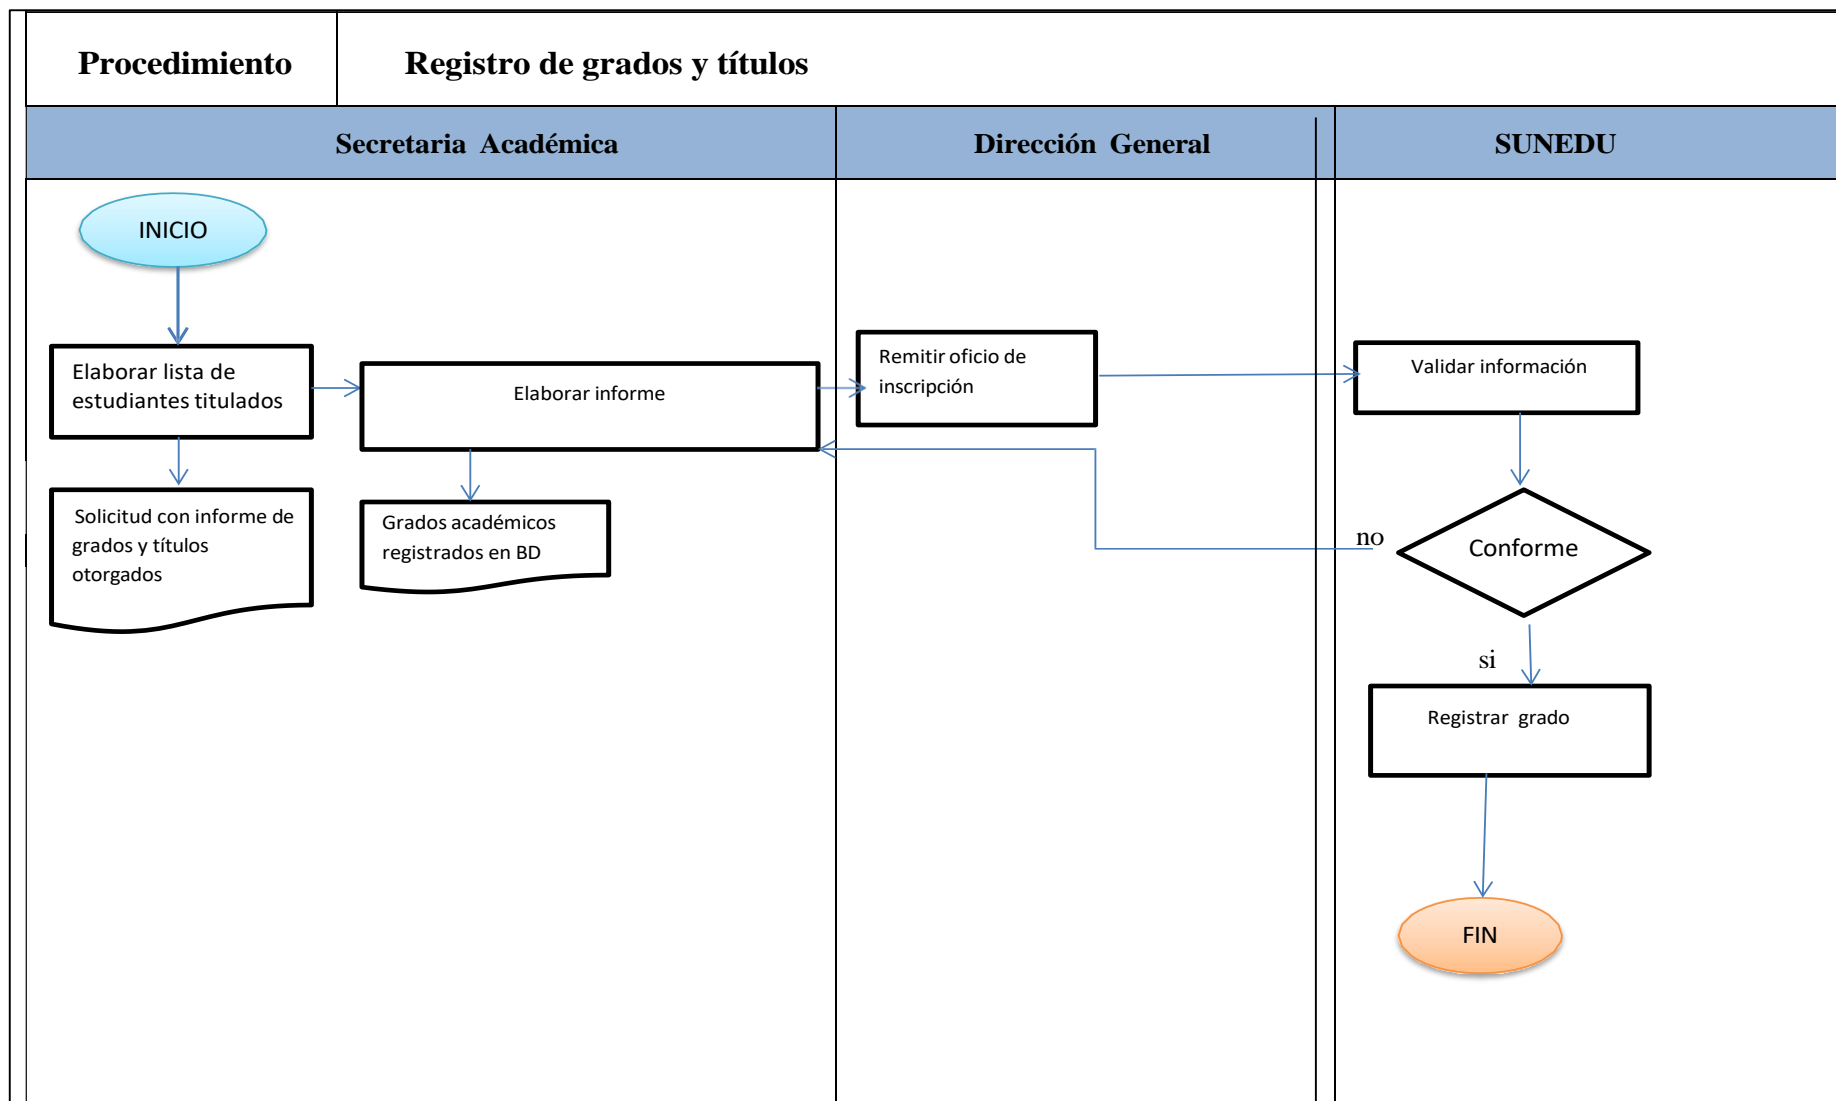 Procedimiento
Registro de grados y títulos
Secretaria Académica
Dirección General
SUNEDU
INICIO
Elaborar lista de
estudiantes titulados
Elaborar informe
Remitir oficio de
inscripción
Validar información
Solicitud con informe de
grados y títulos
otorgados
Grados académicos
registrados en BD
no
Conforme
si
Registrar grado
FIN